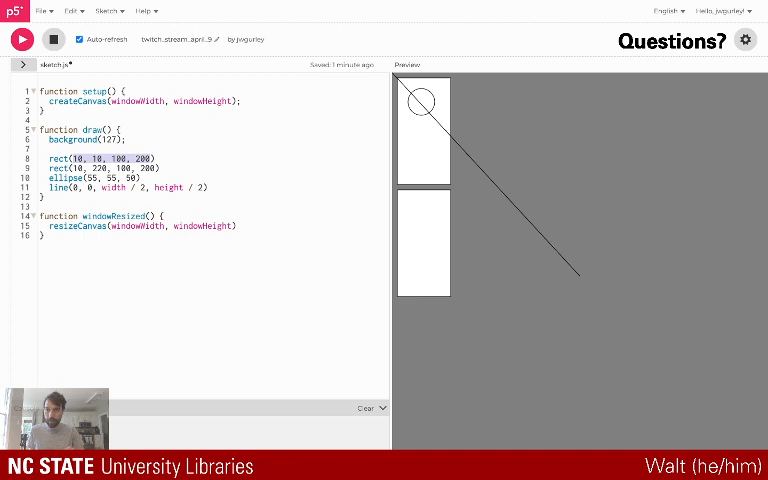 p5*
File Edit Sketch Help
English Hello, jwgurley!
Auto-refresh twitch_stream_april_9 by jwgurley
Questions?
sketch.js Saved: 1 minute ago Preview
1 function setup() {
2 createCanvas(windowWidth, windowHeight);
3 }
4
5 function draw() {
6 background(127);
7
8 rect(10, 10, 100, 200)
9 rect(10, 220, 100, 200)
10 ellipse(55, 55, 50)
11 line(0, 0, width / 2, height / 2)
12 }
13
14 function windowResized() {
15 resizeCanvas(windowWidth, windowHeight)
16 }
Clear
NC STATE University Libraries
Walt (he/him)